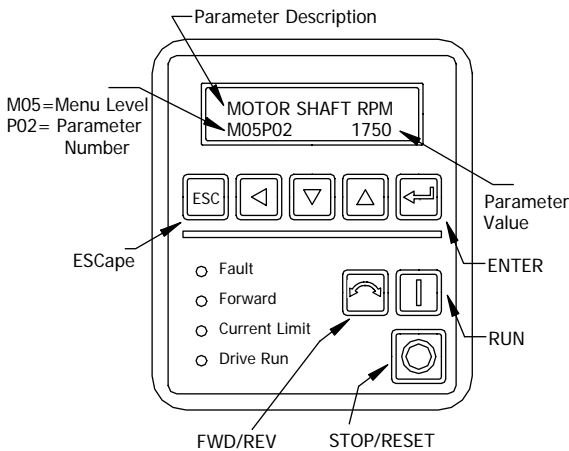 Parameter Description
MOTOR SHAFT RPM
M05P02 1750
M05=Menu Level
P02= Parameter
Number
Parameter
Value
ESC
ESCape
ENTER
Fault
Forward
Current Limit
Drive Run
RUN
FWD/REV
STOP/RESET